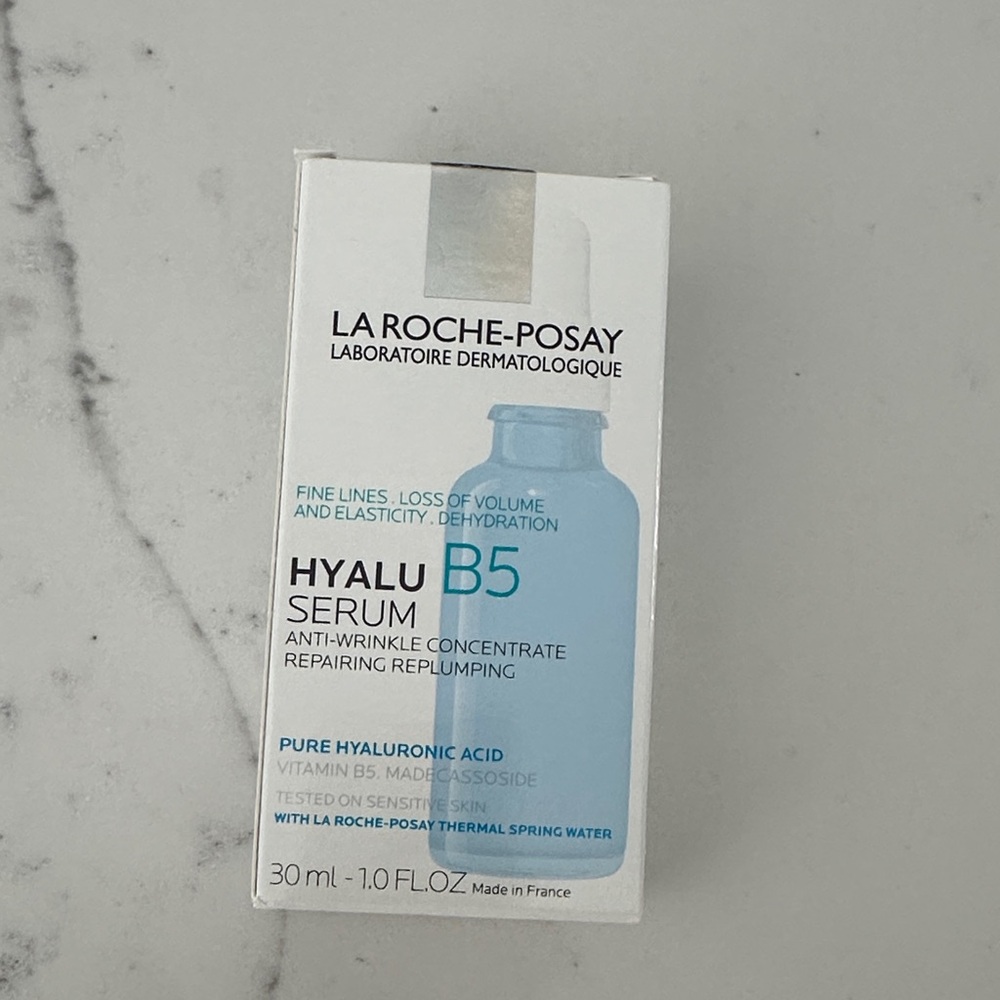 LA ROCHE-POSAY
LABORATOIRE DERMATOLOGIQUE
FINE LINES . LOSS OF VOLUME
AND ELASTICITY . DEHYDRATION
HYALU B5
SERUM
ANTI-WRINKLE CONCENTRATE
REPAIRING REPLUMPING
PURE HYALURONIC ACID
VITAMIN B5. MADECASSOSIDE
TESTED ON SENSITIVE SKIN
WITH LA ROCHE-POSAY THERMAL SPRING WATER
30 ml - 1.0 FL.OZ Made in France